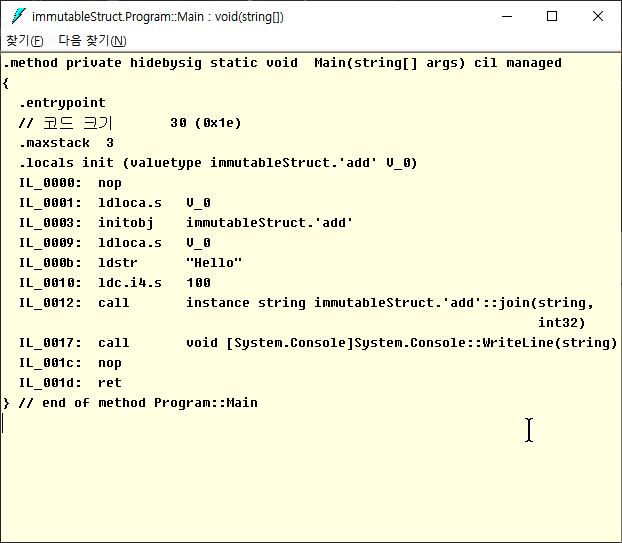 immutableStruct.Program::Main : void(string[])
찾기(F) 다음 찾기(N)
.method private hidebysig static void  Main(string[] args) cil managed
{
  .entrypoint
  // 코드 크기       30 (0x1e)
  .maxstack  3
  .locals init (valuetype immutableStruct.'add' V_0)
  IL_0000:  nop
  IL_0001:  ldloca.s   V_0
  IL_0003:  initobj    immutableStruct.'add'
  IL_0009:  ldloca.s   V_0
  IL_000b:  ldstr      "Hello"
  IL_0010:  ldc.i4.s   100
  IL_0012:  call       instance string immutableStruct.'add'::join(string,
                                                                   int32)
  IL_0017:  call       void [System.Console]System.Console::WriteLine(string)
  IL_001c:  nop
  IL_001d:  ret
} // end of method Program::Main